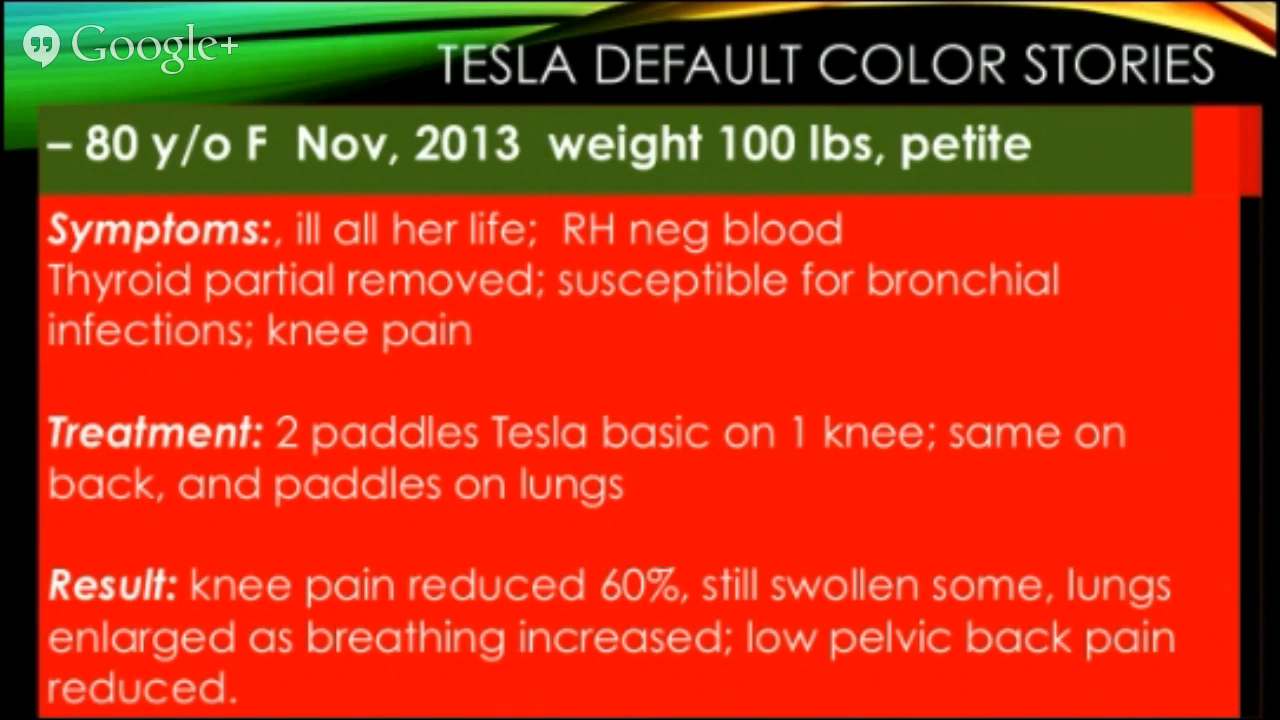 Google+
TESLA DEFAULT COLOR STORIES
– 80 y/o F Nov, 2013 weight 100 lbs, petite
Symptoms:, ill all her life; RH neg blood
Thyroid partial removed; susceptible for bronchial
infections; knee pain
Treatment: 2 paddles Tesla basic on 1 knee; same on
back, and paddles on lungs
Result: knee pain reduced 60%, still swollen some, lungs
enlarged as breathing increased; low pelvic back pain
reduced.